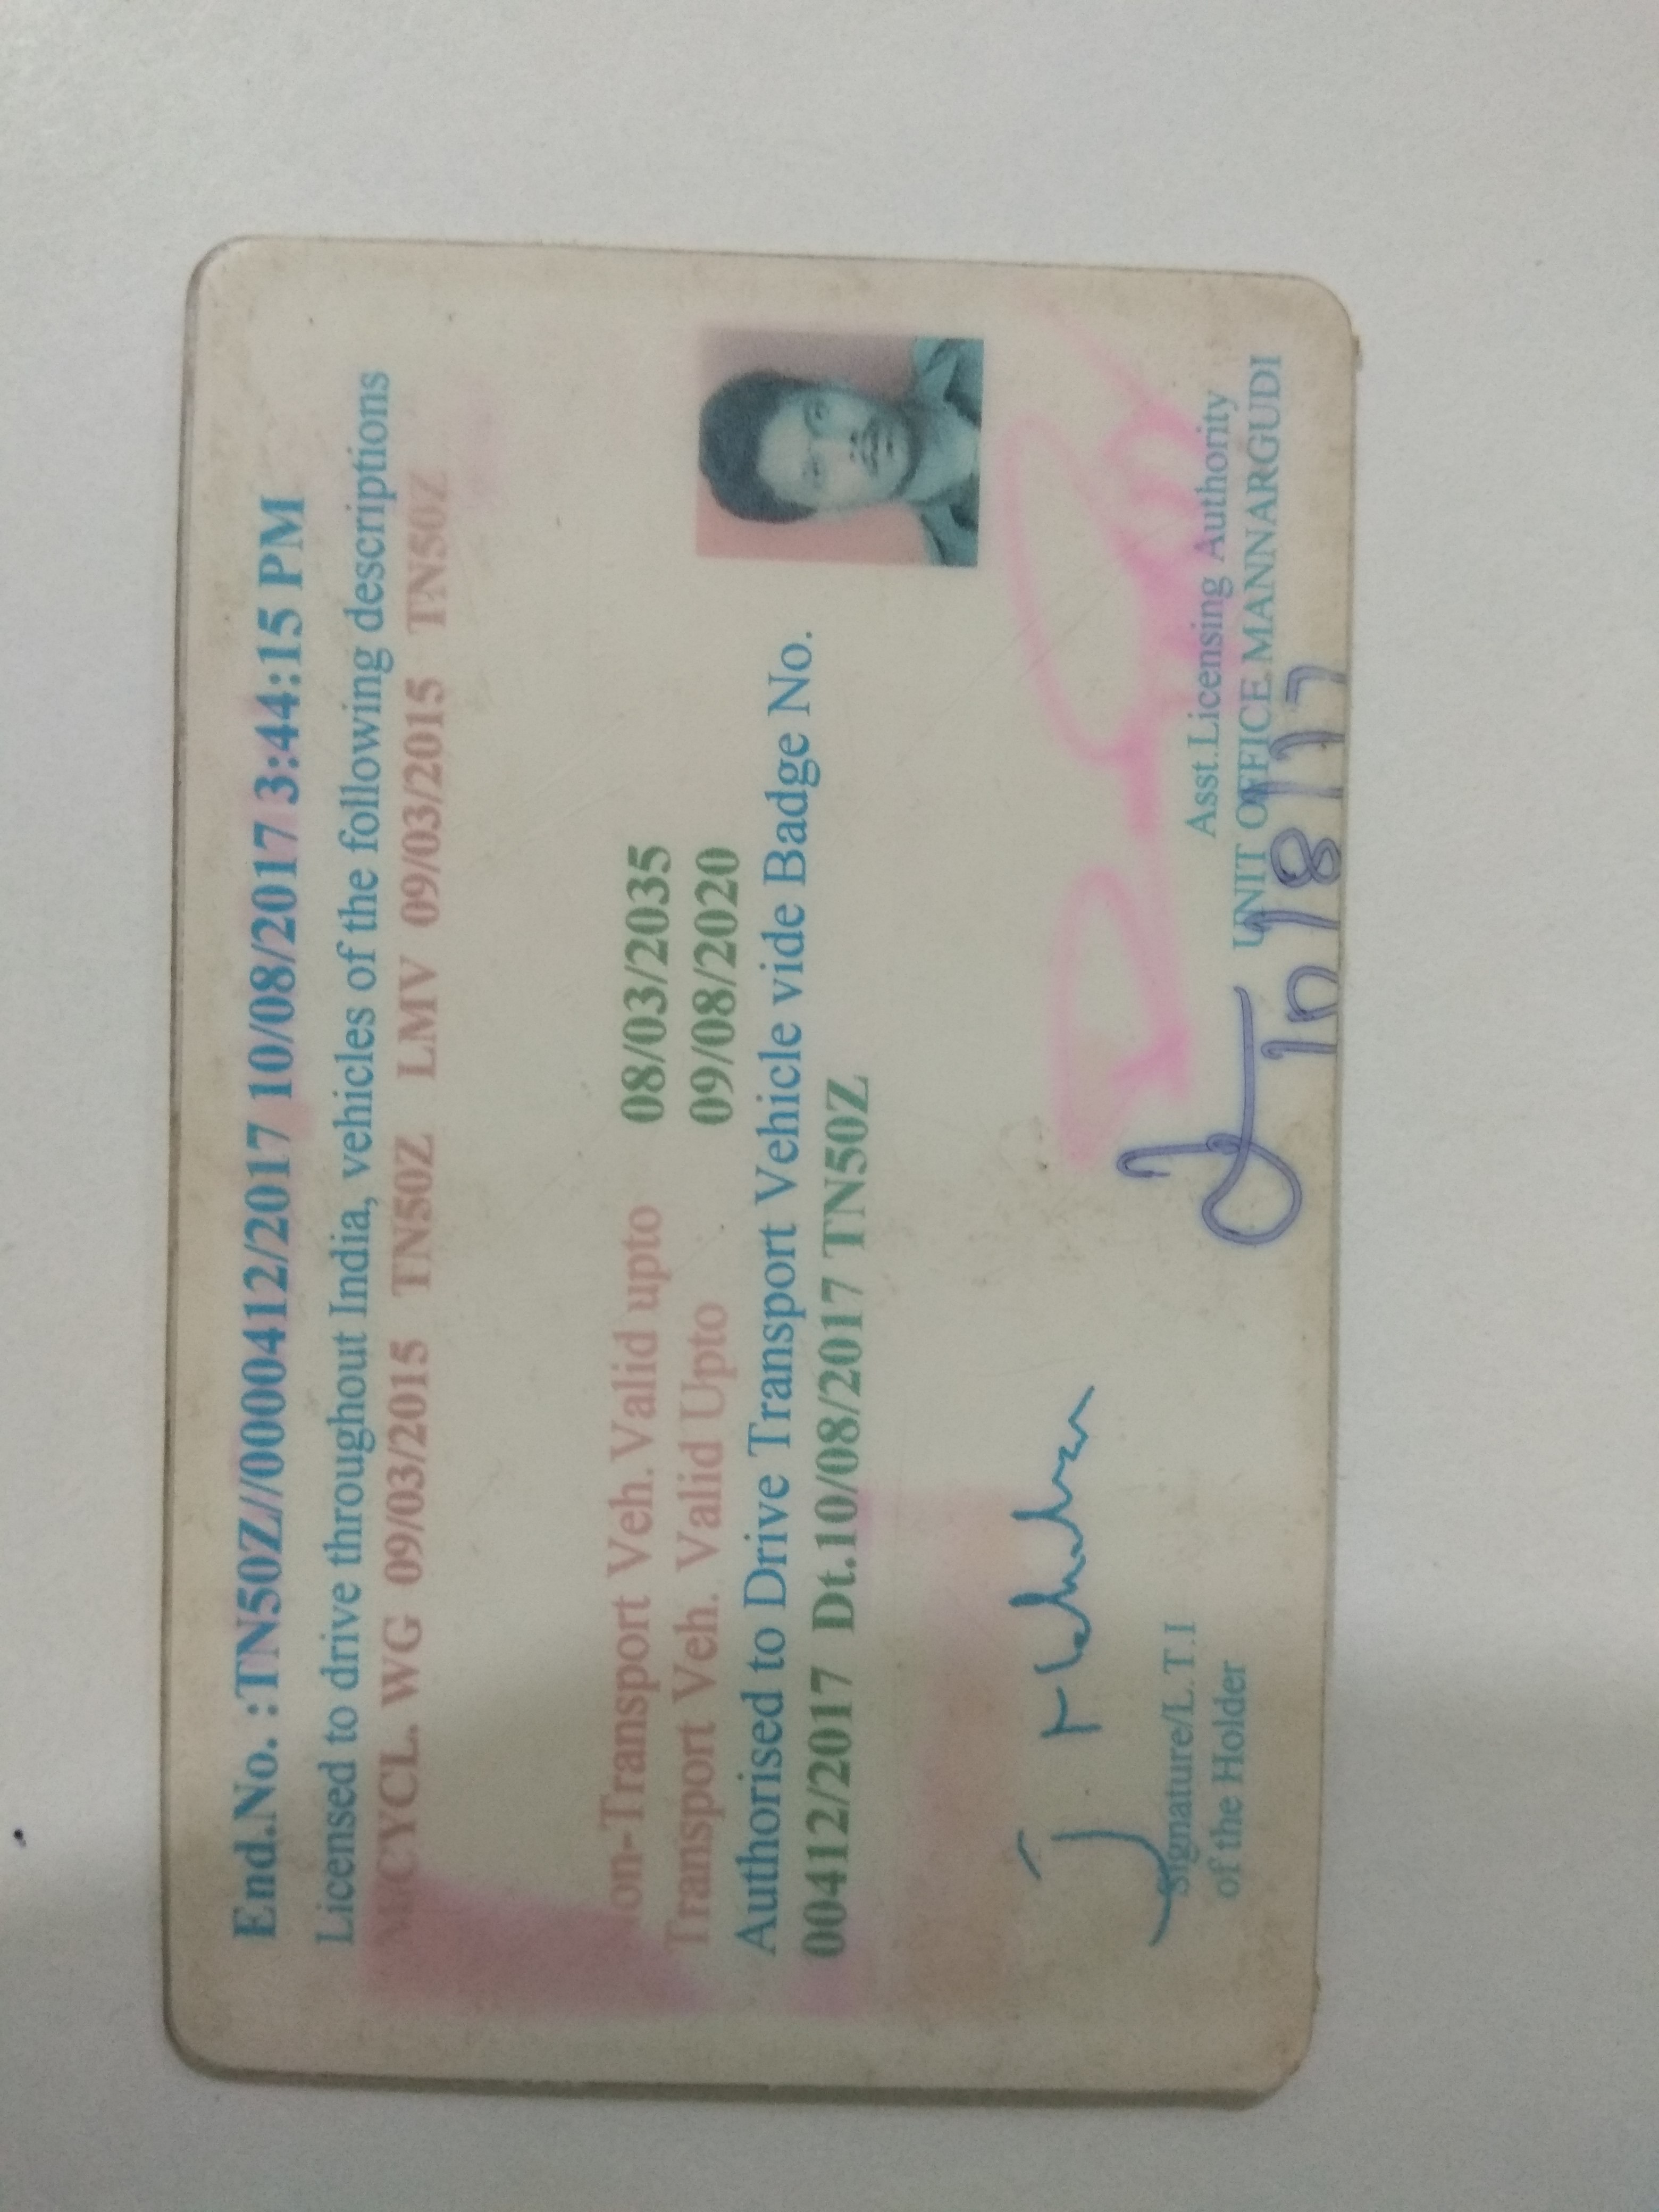 End.No. :TN50Z//0000412/2017 10/08/2017 3:44:15 PM
Licensed to drive throughout India, vehicles of the following descriptions
M.CYCL. WG 09/03/2015 TN50Z LMV 09/03/2015 TN50Z
Non-Transport Veh. Valid upto 08/03/2035
Transport Veh. Valid Upto 09/08/2020
Authorised to Drive Transport Vehicle vide Badge No.
00412/2017 Dt.10/08/2017 TN50Z
Asst.Licensing Authority
UNIT OFFICE.MANNARGUDI
10/8/17
Signature/L.T.I
of the Holder